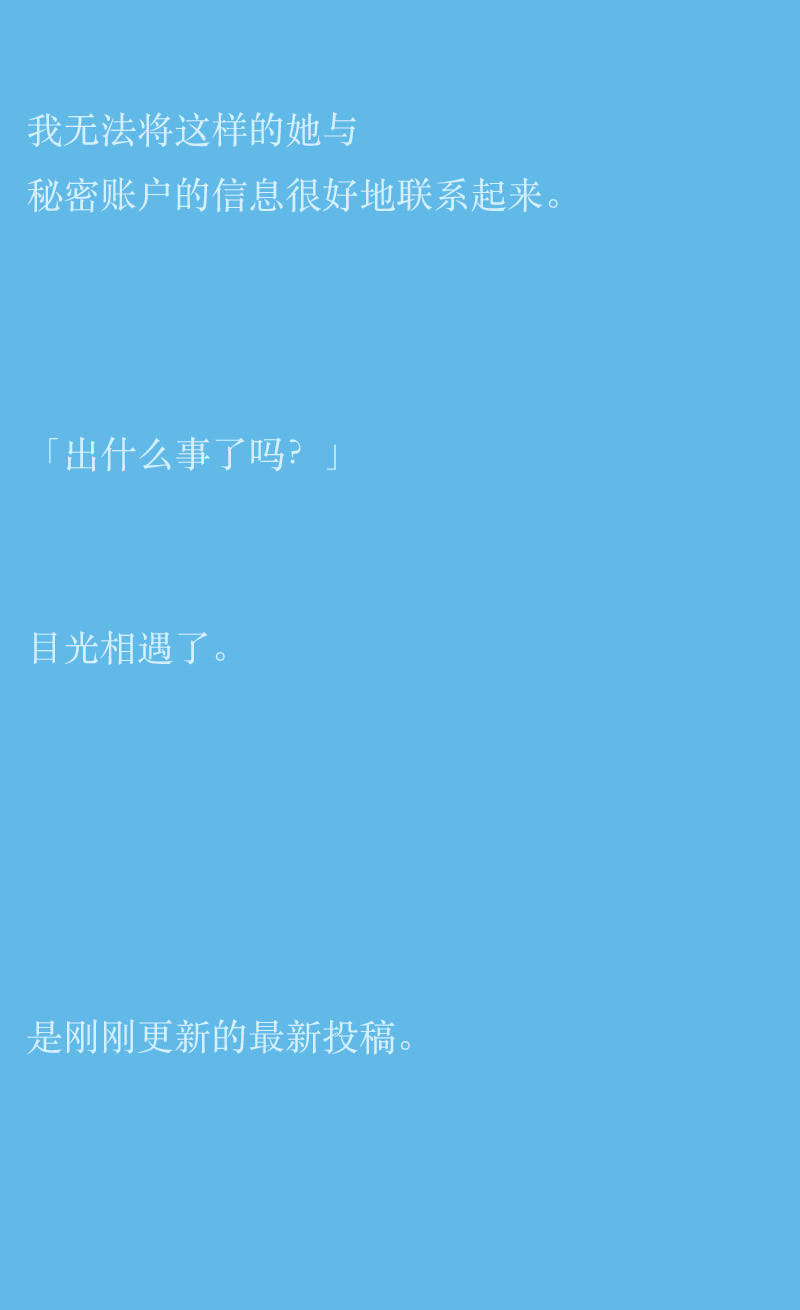 我无法将这样的她与
秘密账户的信息很好地联系起来。
「出什么事了吗？」
目光相遇了。
是刚刚更新的最新投稿。